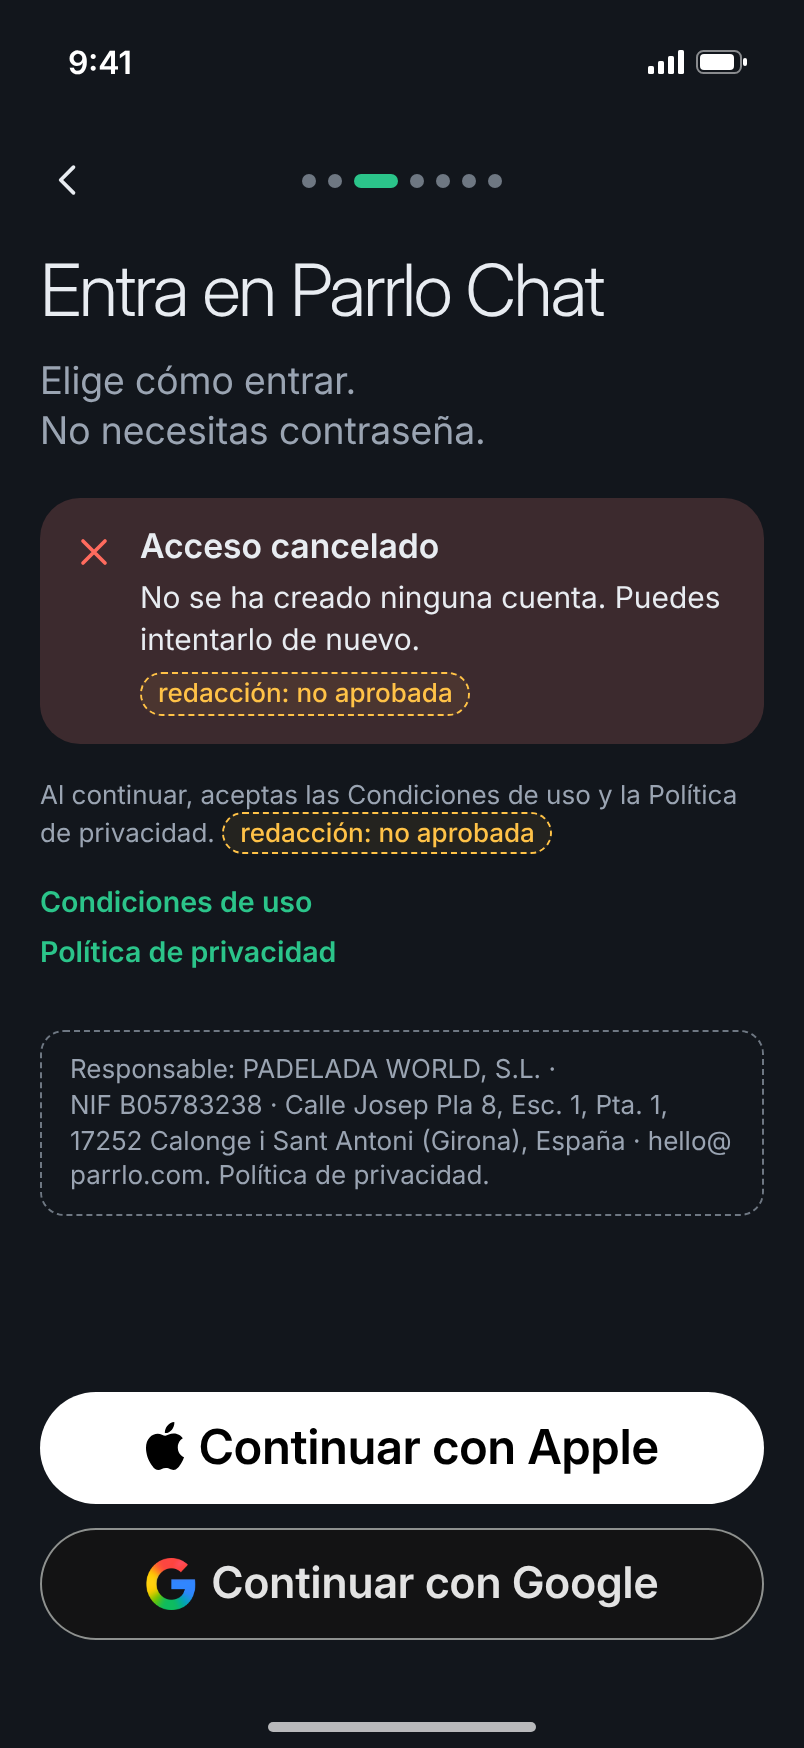 9:41
Entra en Parrlo Chat
Elige cómo entrar.
No necesitas contraseña.
Acceso cancelado
No se ha creado ninguna cuenta. Puedes
intentarlo de nuevo.
redacción: no aprobada
Al continuar, aceptas las Condiciones de uso y la Política
de privacidad. redacción: no aprobada
Condiciones de uso
Política de privacidad
Responsable: PADELADA WORLD, S.L. ·
NIF B05783238 · Calle Josep Pla 8, Esc. 1, Pta. 1,
17252 Calonge i Sant Antoni (Girona), España · hello@
parrlo.com. Política de privacidad.
Continuar con Apple
Continuar con Google